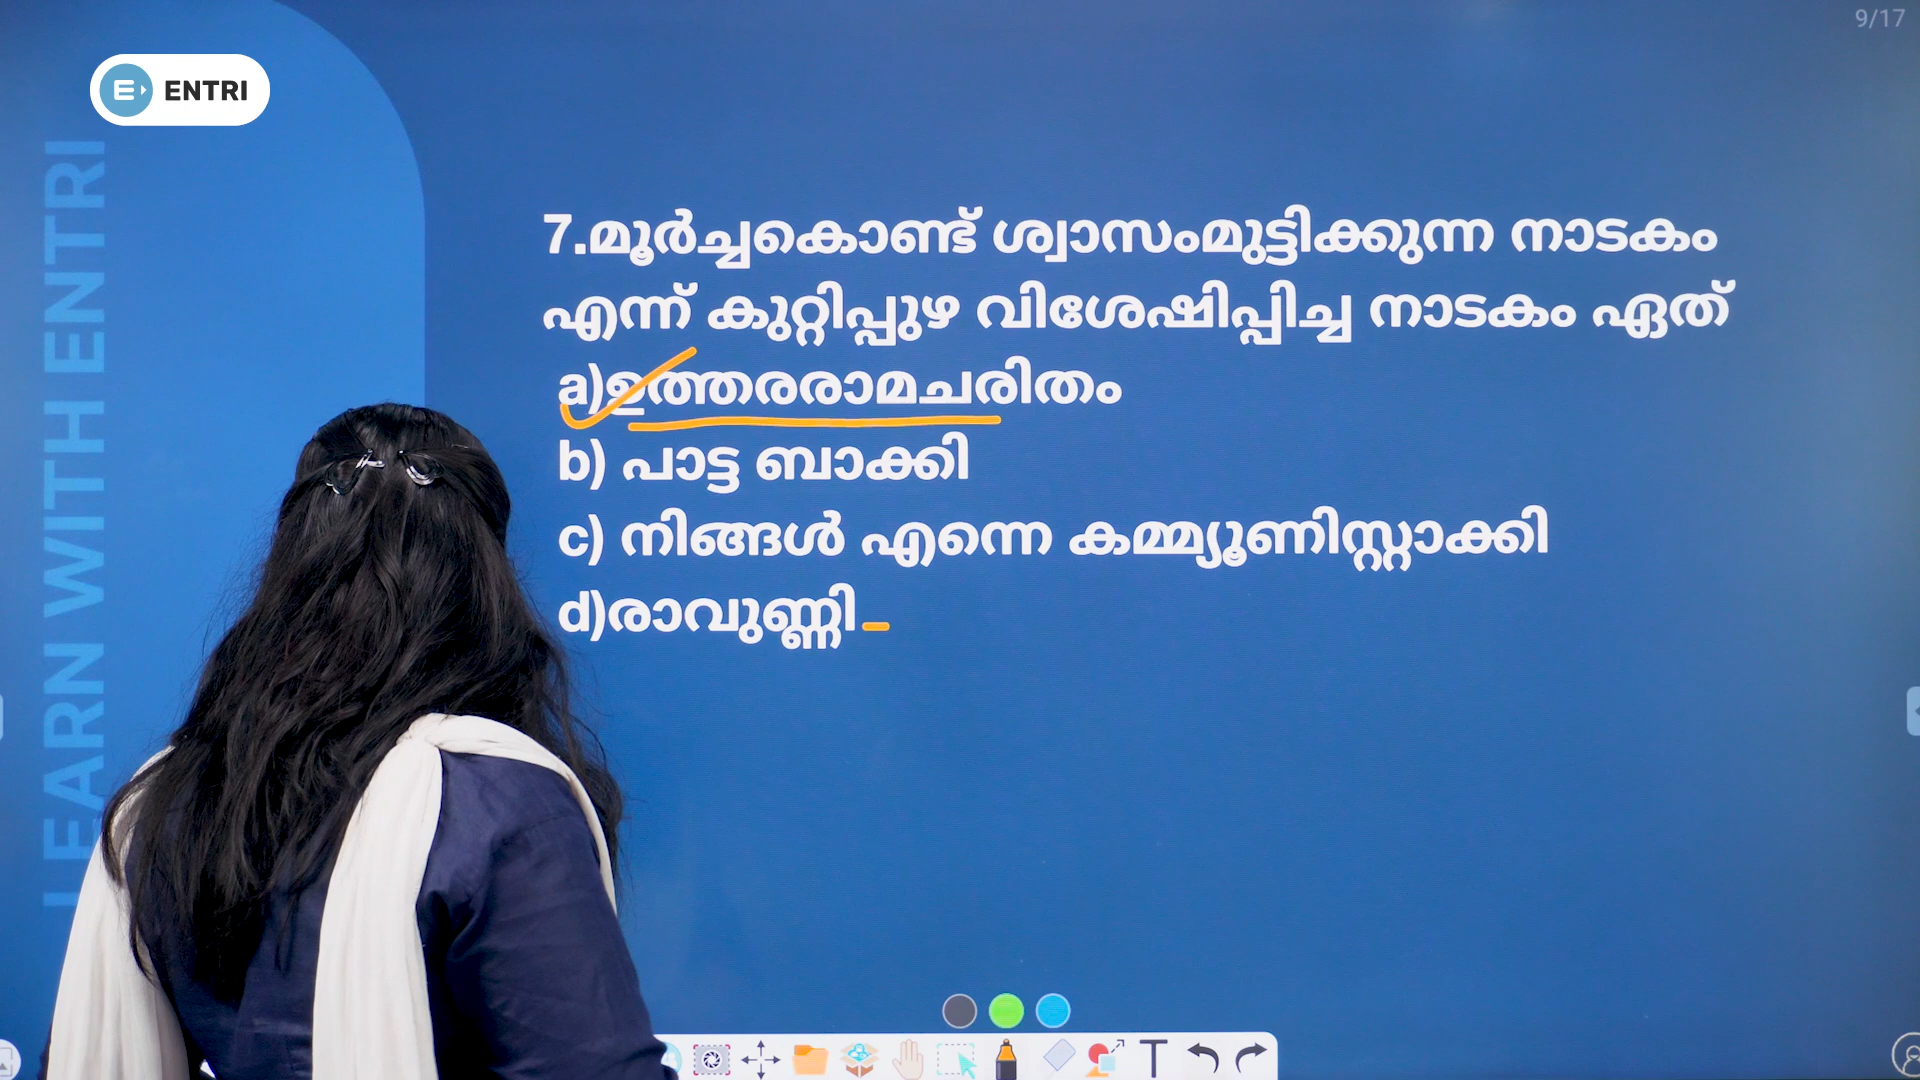 9/17
ENTRI
LEARN WITH ENTRI
7.മൂർച്ചകൊണ്ട് ശ്വാസംമുട്ടിക്കുന്ന നാടകം
എന്ന് കുറ്റിപ്പുഴ വിശേഷിപ്പിച്ച നാടകം ഏത്
a)ഉത്തരരാമചരിതം
b) പാട്ട ബാക്കി
c) നിങ്ങൾ എന്നെ കമ്മ്യൂണിസ്റ്റാക്കി
d)രാവുണ്ണി